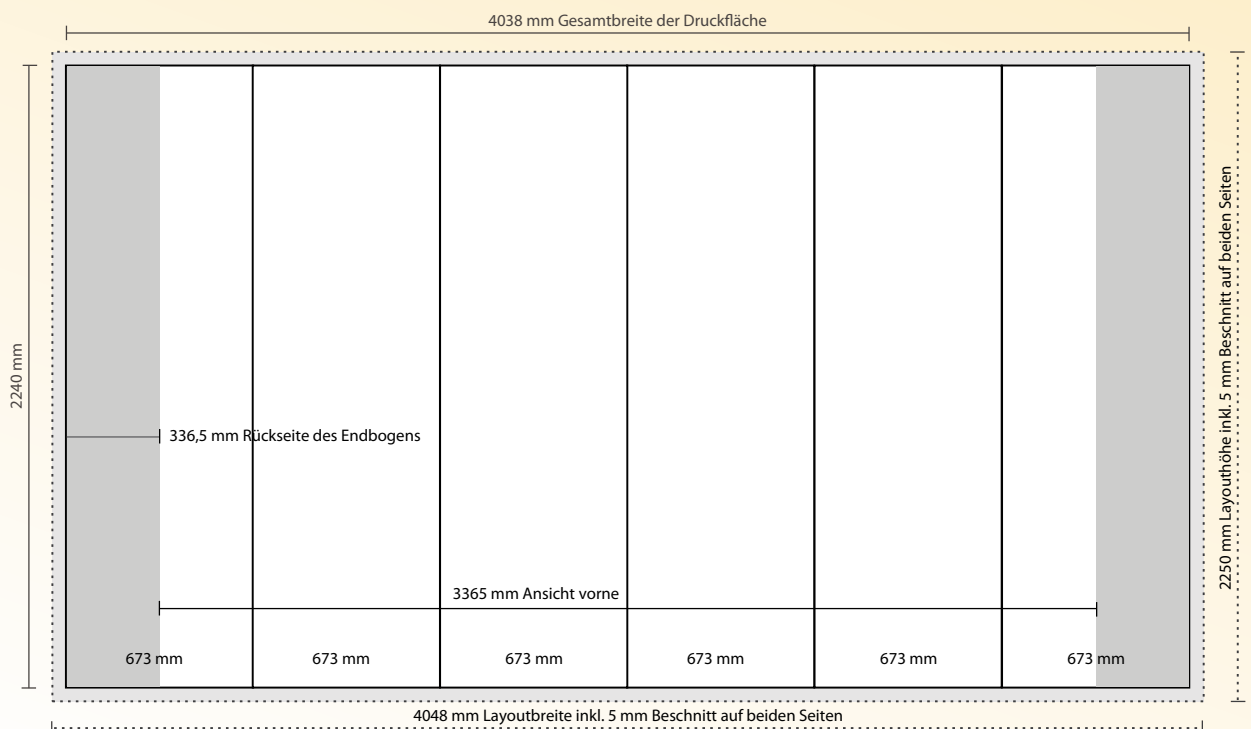 4038 mm Gesamtbreite der Druckfläche
2240 mm
2250 mm Layouthöhe inkl. 5 mm Beschnitt auf beiden Seiten
336,5 mm Rückseite des Endbogens
3365 mm Ansicht vorne
673 mm 673 mm 673 mm 673 mm 673 mm 673 mm
4048 mm Layoutbreite inkl. 5 mm Beschnitt auf beiden Seiten